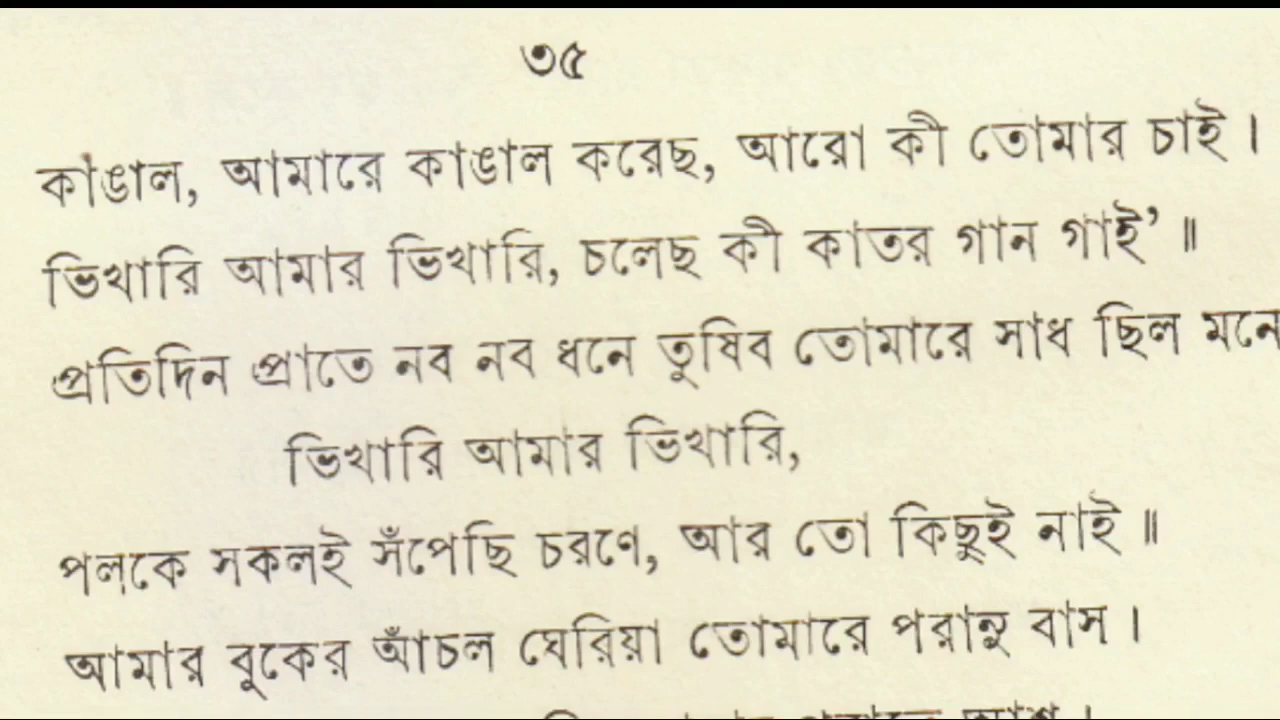 ৩৫
কাঙাল, আমারে কাঙাল করেছ, আরো কী তোমার চাই।
ভিখারি আমার ভিখারি, চলেছ কী কাতর গান গাই’॥
প্রতিদিন প্রাতে নব নব ধনে তুষিব তোমারে সাধ ছিল মনে
ভিখারি আমার ভিখারি,
পলকে সকলই সঁপেছি চরণে, আর তো কিছুই নাই॥
আমার বুকের আঁচল ঘেরিয়া তোমারে পরানু বাস।